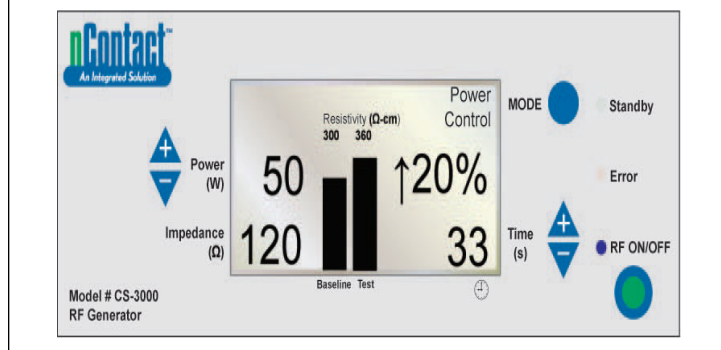 nContact™
An Integrated Solution
Power
Control
Resistivity (Ω-cm)
300 360
MODE
Standby
Power
(W)
50
↑20%
Error
Impedance
(Ω)
120
33
Time
(s)
RF ON/OFF
Baseline Test
Model # CS-3000
RF Generator